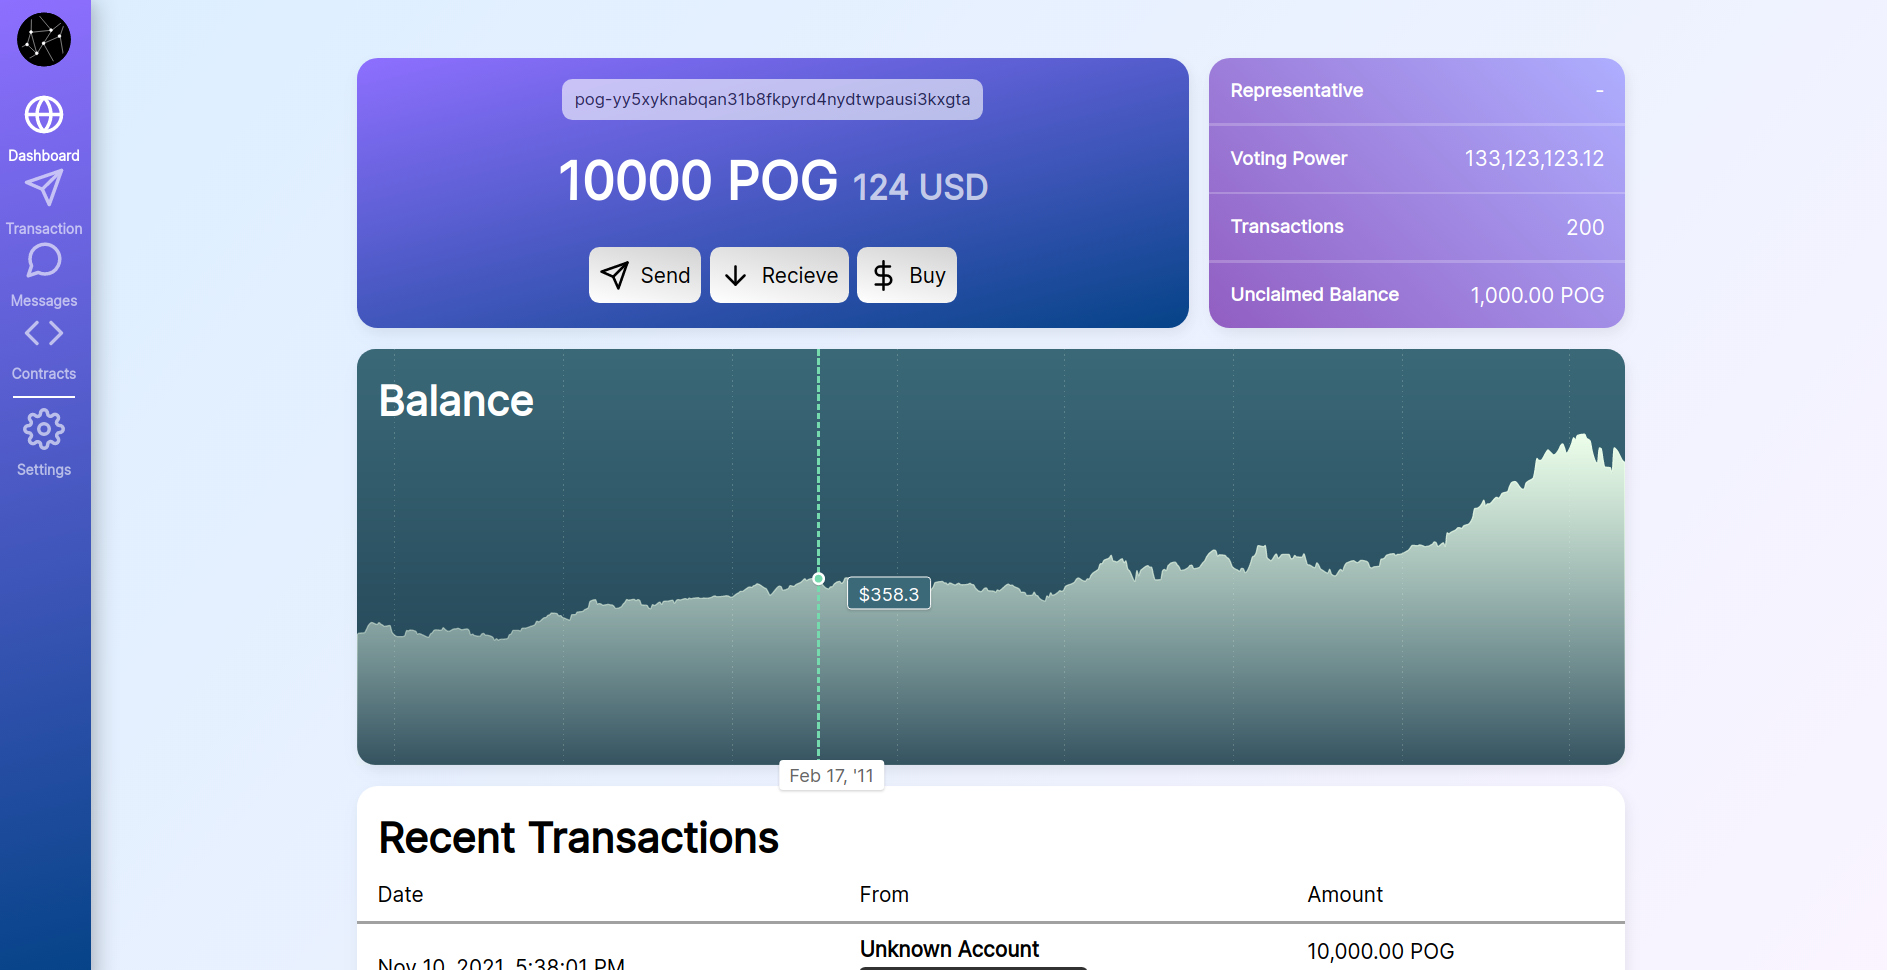 Dashboard
Transaction
Messages
Contracts
Settings
pog-yy5xyknabqan31b8fkpyrd4nydtwpausi3kxgta
10000 POG 124 USD
Send Recieve Buy
Representative -
Voting Power 133,123,123.12
Transactions 200
Unclaimed Balance 1,000.00 POG
Balance
$358.3
Feb 17, '11
Recent Transactions
Date From Amount
Unknown Account 10,000.00 POG
Nov 10, 2021, 5:38:01 PM